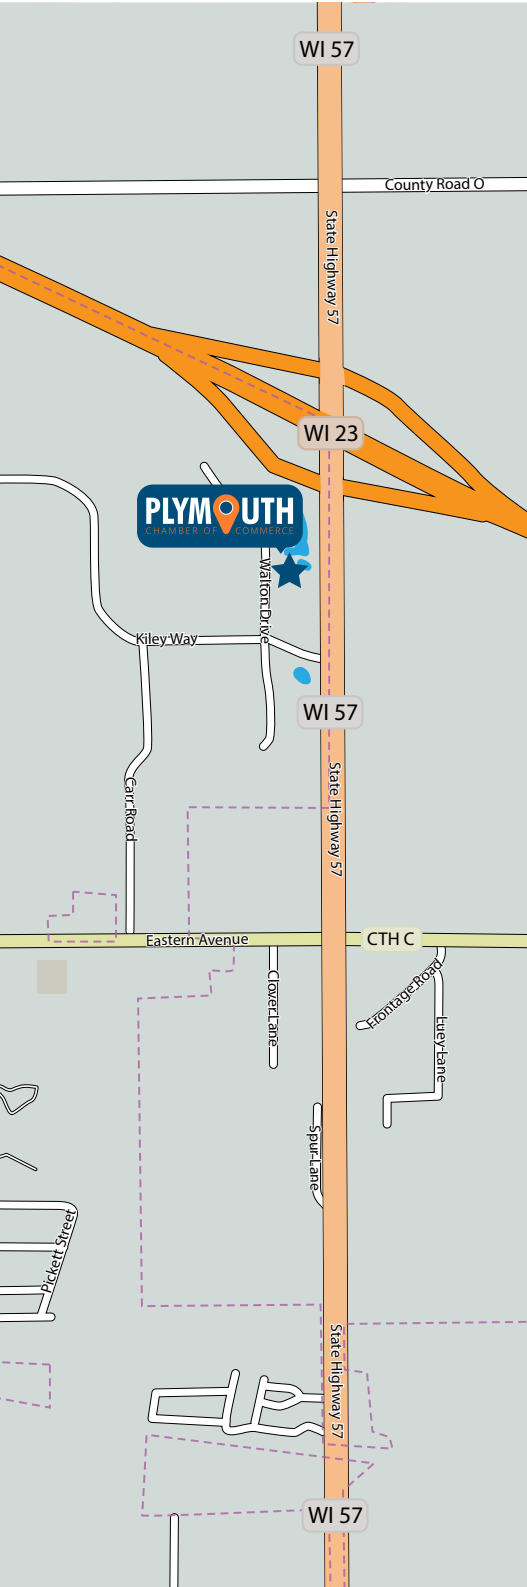 WI 57
County Road O
State Highway 57
WI 23
PLYMOUTH
CHAMBER OF COMMERCE
Walton Drive
Kiley Way
WI 57
State Highway 57
Carr Road
Eastern Avenue
CTH C
Frontage Road
Clover Lane
Luey Lane
Spur Lane
Pickett Street
State Highway 57
WI 57